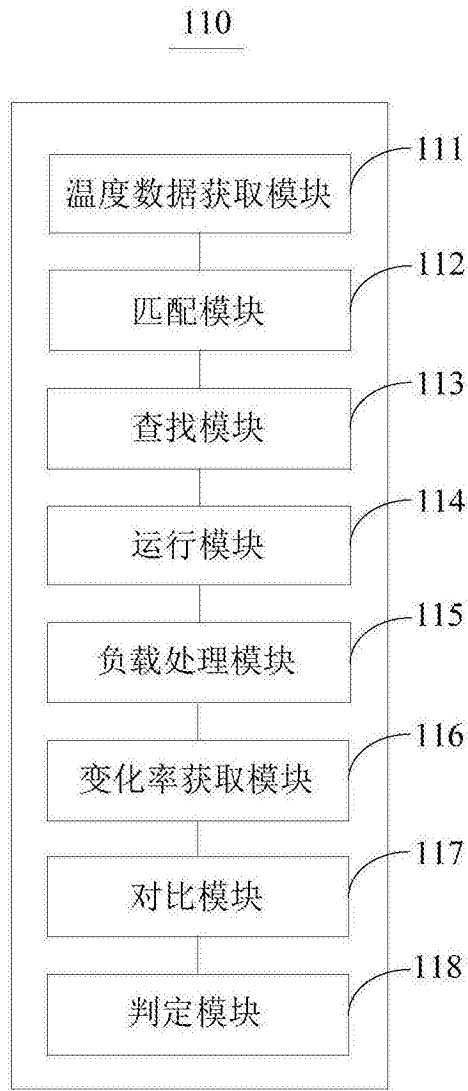 110
温度数据获取模块
111
匹配模块
112
查找模块
113
运行模块
114
负载处理模块
115
变化率获取模块
116
对比模块
117
判定模块
118